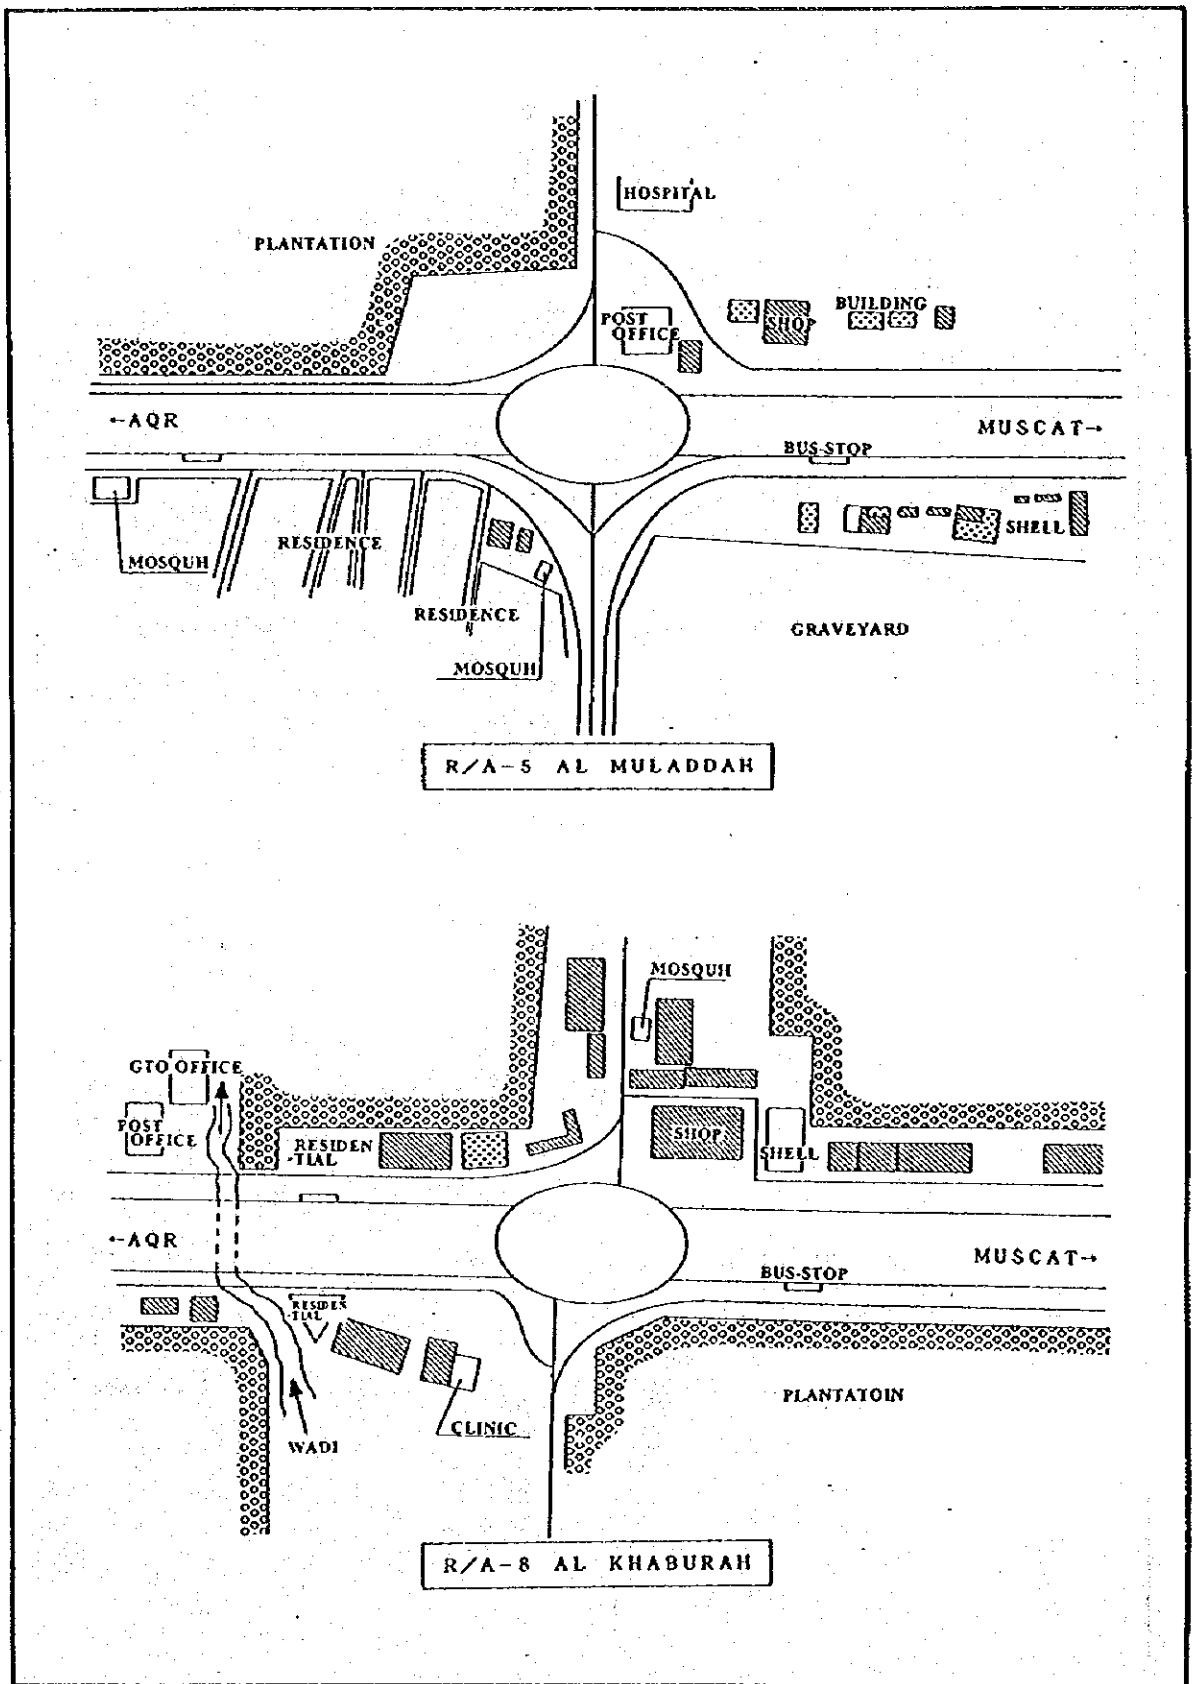 HOSPITAL
PLANTATION
BUILDING
POST
OFFICE
SHOP
←AQR
MUSCAT→
BUS-STOP
SHELL
RESIDENCE
MOSQUH
RESIDENCE
GRAVEYARD
MOSQUH
R/A-5 AL MULADDAH
MOSQUH
GTO OFFICE
POST
OFFICE
RESIDEN
-TIAL
SHOP
SHELL
←AQR
MUSCAT→
BUS-STOP
RESIDEN
-TIAL
PLANTATOIN
CLINIC
WADI
R/A-8 AL KHABURAH